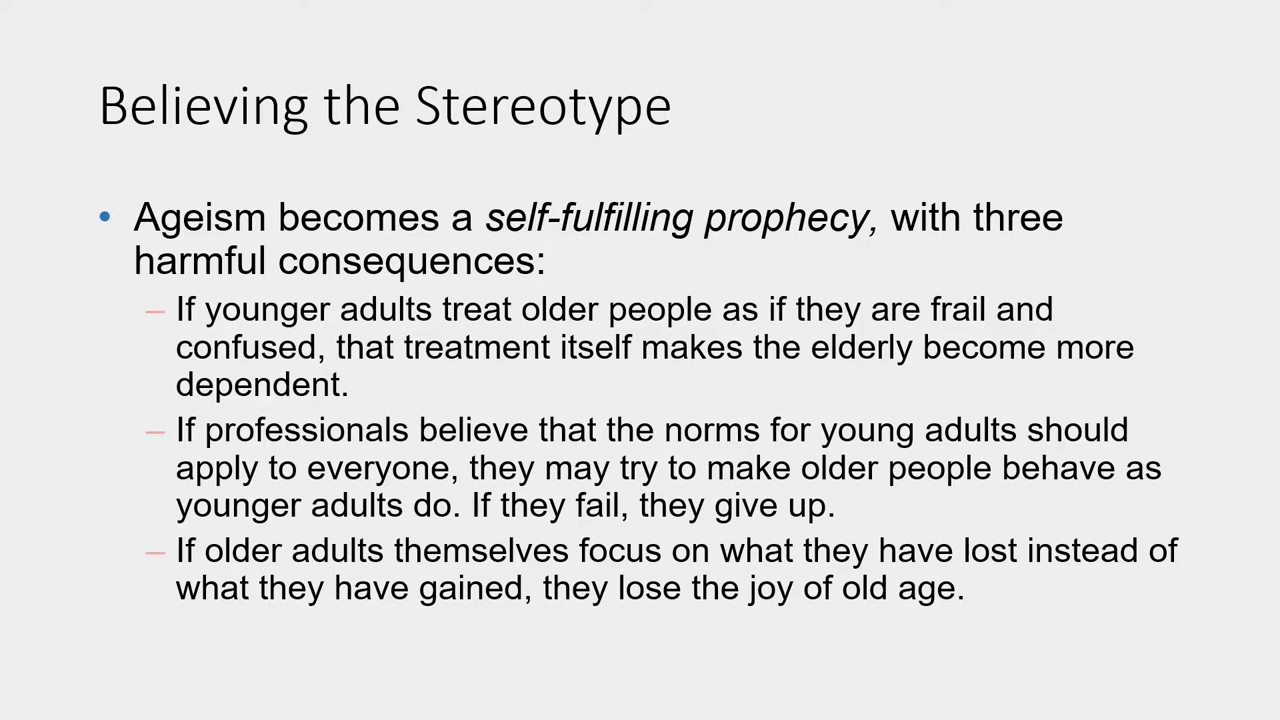 Believing the Stereotype
• Ageism becomes a self-fulfilling prophecy, with three
harmful consequences:
– If younger adults treat older people as if they are frail and
confused, that treatment itself makes the elderly become more
dependent.
– If professionals believe that the norms for young adults should
apply to everyone, they may try to make older people behave as
younger adults do. If they fail, they give up.
– If older adults themselves focus on what they have lost instead of
what they have gained, they lose the joy of old age.